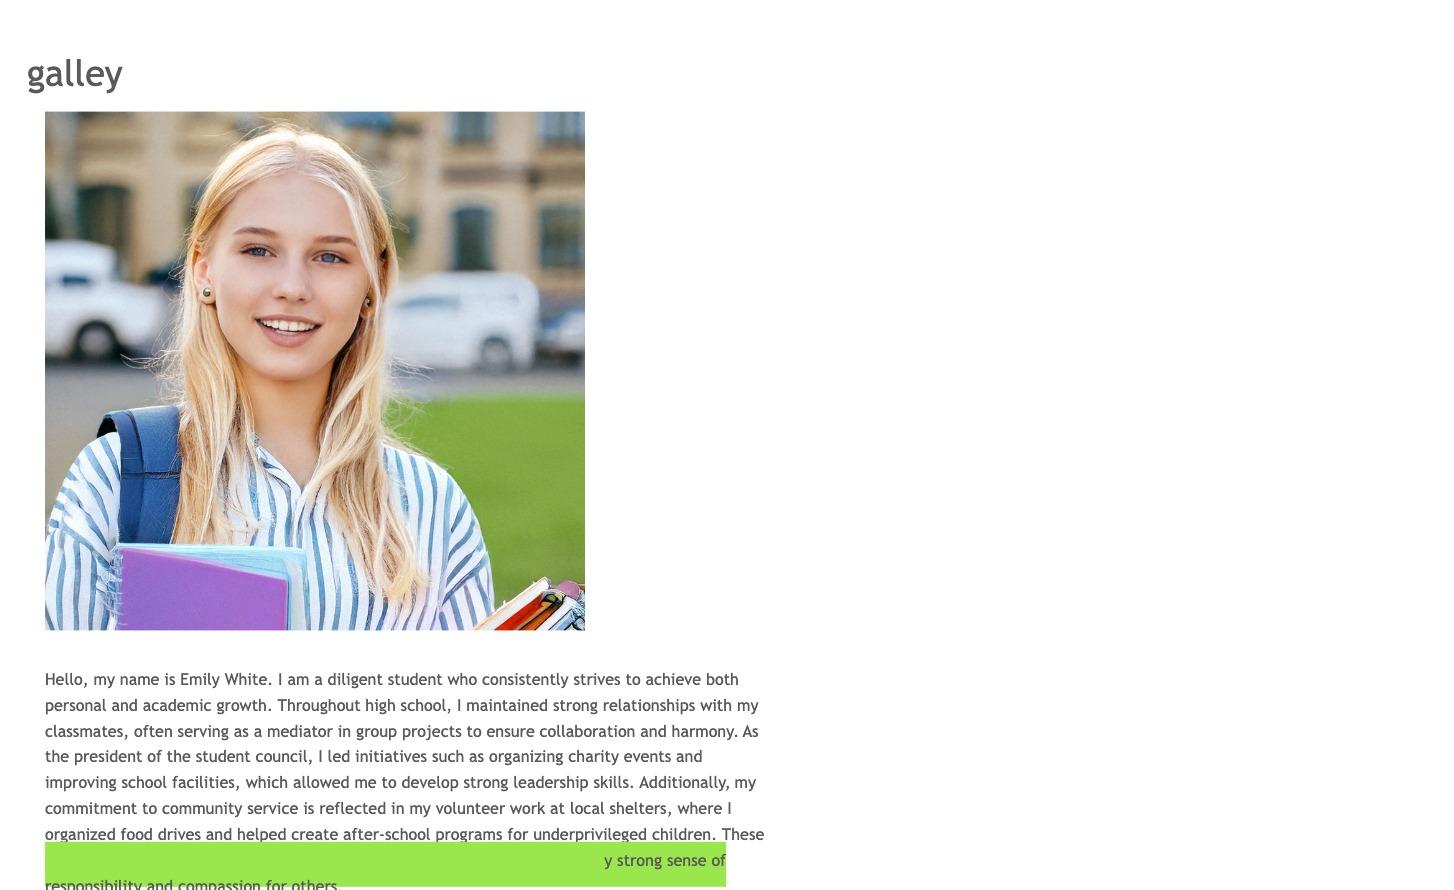 galley
Hello, my name is Emily White. I am a diligent student who consistently strives to achieve both
personal and academic growth. Throughout high school, I maintained strong relationships with my
classmates, often serving as a mediator in group projects to ensure collaboration and harmony. As
the president of the student council, I led initiatives such as organizing charity events and
improving school facilities, which allowed me to develop strong leadership skills. Additionally, my
commitment to community service is reflected in my volunteer work at local shelters, where I
organized food drives and helped create after-school programs for underprivileged children. These
y strong sense of
responsibility and compassion for others